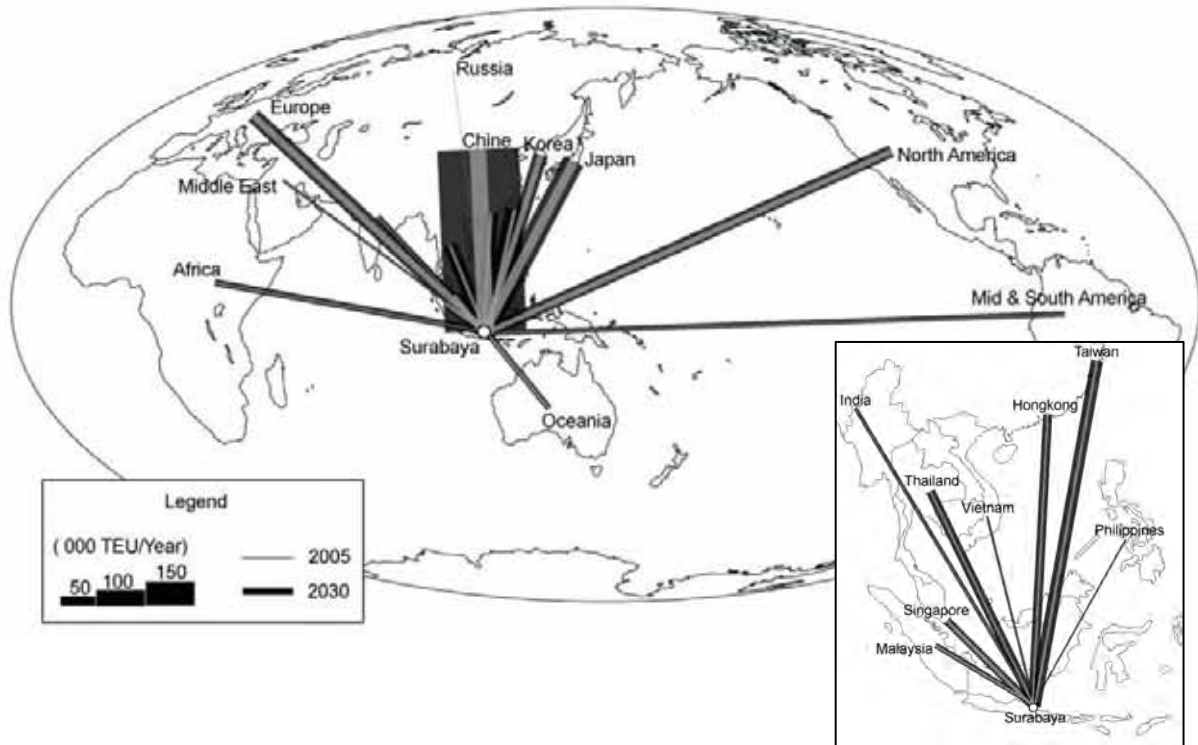 Russia
Europe
Chine
Korea
Japan
North America
Middle East
Africa
Mid & South America
Surabaya
Oceania
Legend
( 000 TEU/Year)
50 100 150
2005
2030
Taiwan
India
Hongkong
Thailand
Vietnam
Philippines
Singapore
Malaysia
Surabaya